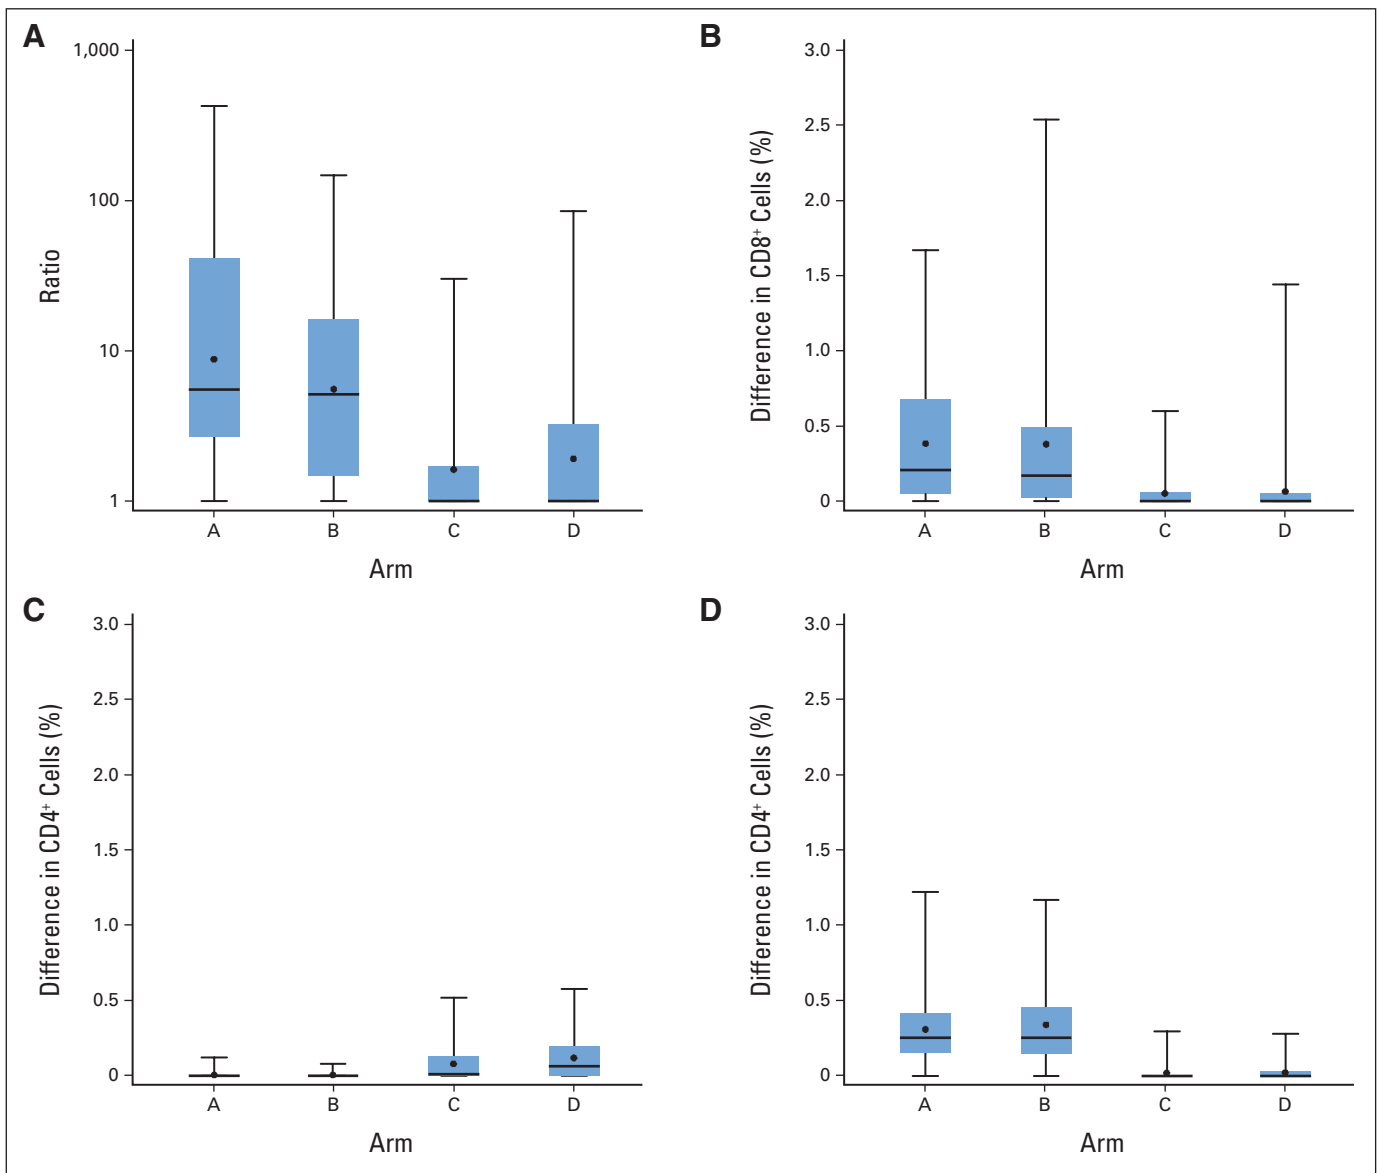 A
1,000
100
10
1
Ratio
A B C D
Arm
B
3.0
2.5
2.0
1.5
1.0
0.5
0
Difference in CD8+ Cells (%)
A B C D
Arm
C
3.0
2.5
2.0
1.5
1.0
0.5
0
Difference in CD4+ Cells (%)
A B C D
Arm
D
3.0
2.5
2.0
1.5
1.0
0.5
0
Difference in CD4+ Cells (%)
A B C D
Arm